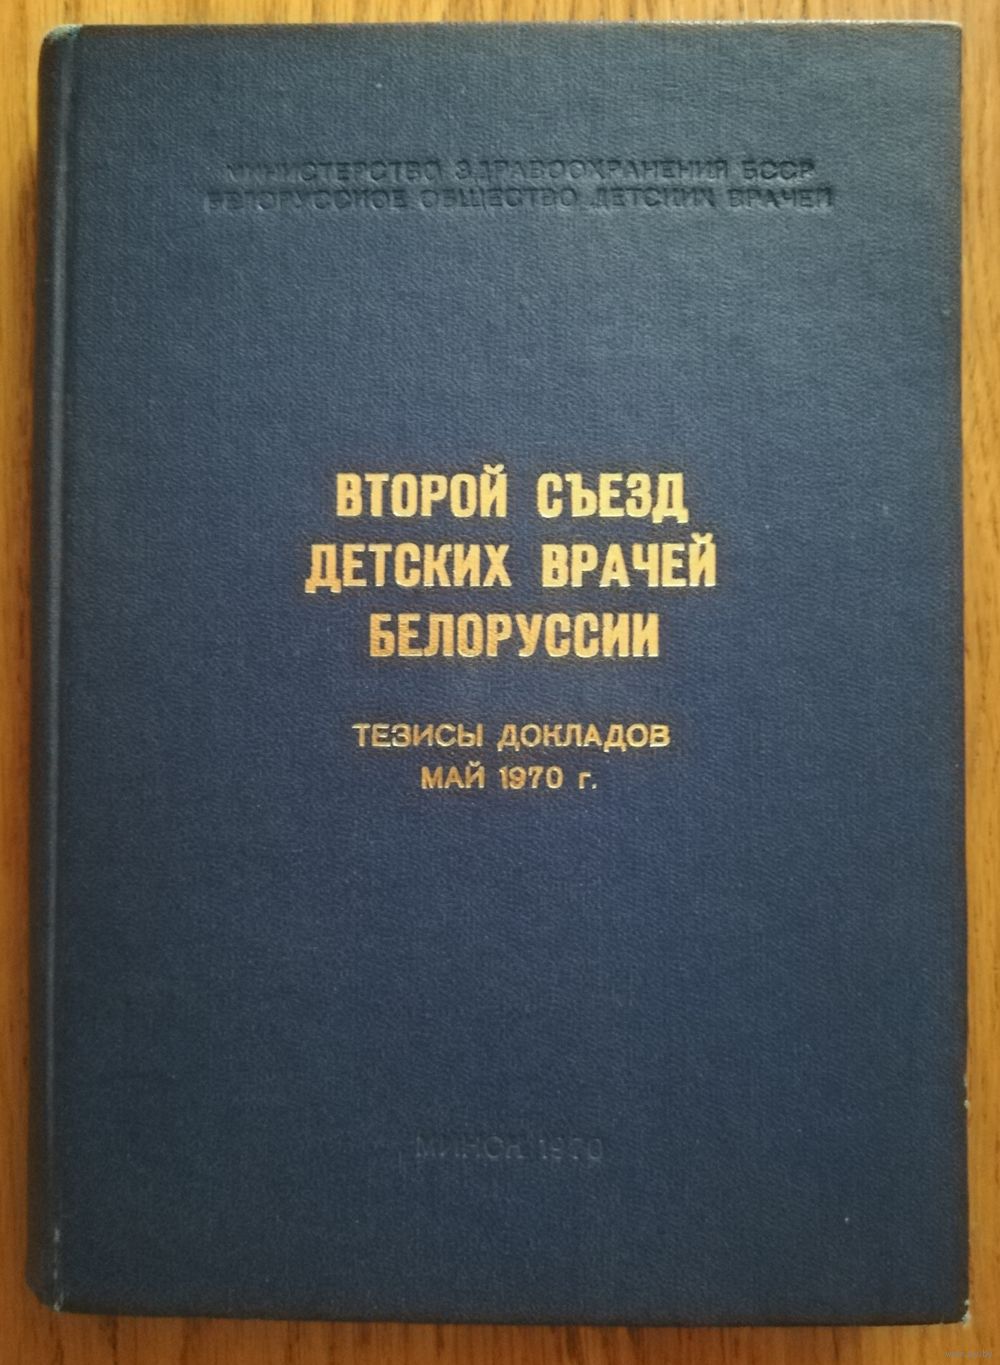 МИНИСТЕРСТВО ЗДРАВООХРАНЕНИЯ БССР
БЕЛОРУССКОЕ ОБЩЕСТВО ДЕТСКИХ ВРАЧЕЙ
ВТОРОЙ СЪЕЗД
ДЕТСКИХ ВРАЧЕЙ
БЕЛОРУССИИ
ТЕЗИСЫ ДОКЛАДОВ
МАЙ 1970 г.
МИНСК 1970